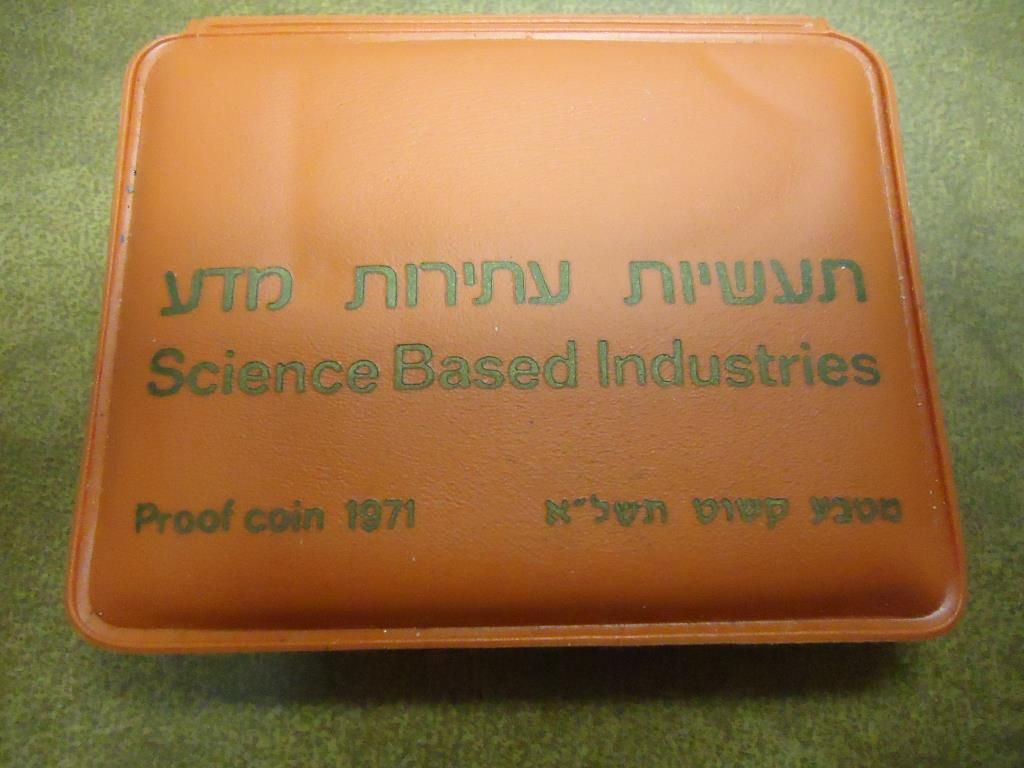 תעשיות עתירות מדע
Science Based Industries
Proof coin 1971
מטבע קשוט תשל״א